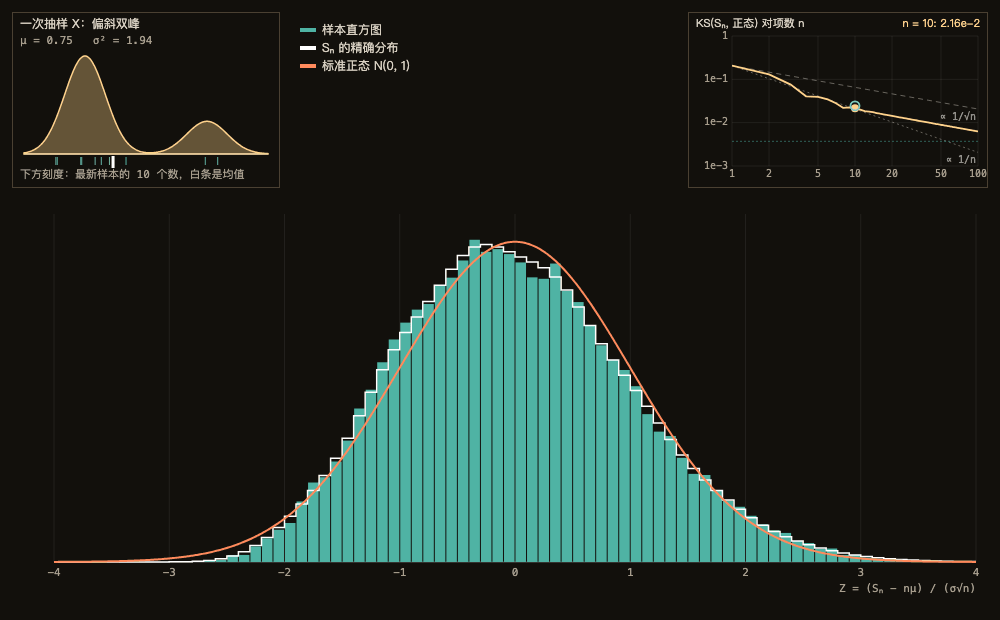 一次抽样 X：偏斜双峰
μ = 0.75   σ² = 1.94
下方刻度：最新样本的 10 个数，白条是均值
样本直方图
Sₙ 的精确分布
标准正态 N(0, 1)
KS(Sₙ, 正态) 对项数 n
n = 10: 2.16e−2
1
1e−1
1e−2
1e−3
∝ 1/√n
∝ 1/n
1 2 5 10 20 50 100
−4 −3 −2 −1 0 1 2 3 4
Z = (Sₙ − nμ) / (σ√n)